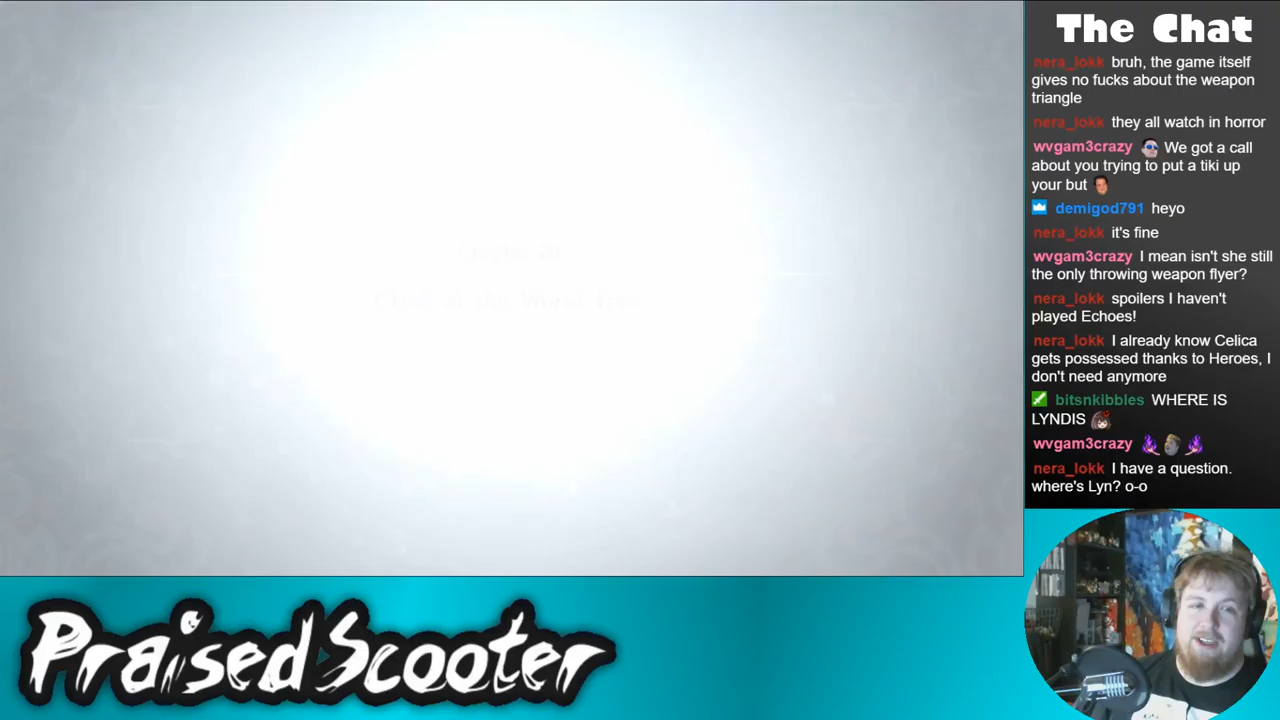 The Chat
nera_lokk bruh, the game itself
gives no fucks about the weapon
triangle
nera_lokk they all watch in horror
wvgam3crazy We got a call
about you trying to put a tiki up
your but
demigod791 heyo
nera_lokk it's fine
wvgam3crazy I mean isn't she still
the only throwing weapon flyer?
nera_lokk spoilers I haven't
played Echoes!
nera_lokk I already know Celica
gets possessed thanks to Heroes, I
don't need anymore
bitsnkibbles WHERE IS
LYNDIS
wvgam3crazy
nera_lokk I have a question.
where's Lyn? o-o
PraisedScooter